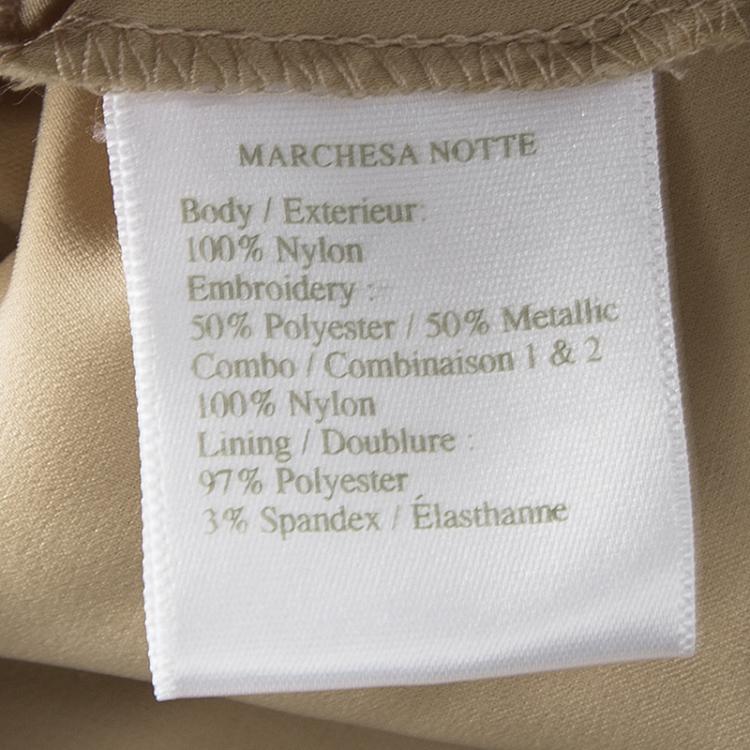 MARCHESA NOTTE
Body / Exterieur:
100% Nylon
Embroidery :
50% Polyester / 50% Metallic
Combo / Combinaison 1 & 2
100% Nylon
Lining / Doublure :
97% Polyester
3% Spandex / Élasthanne